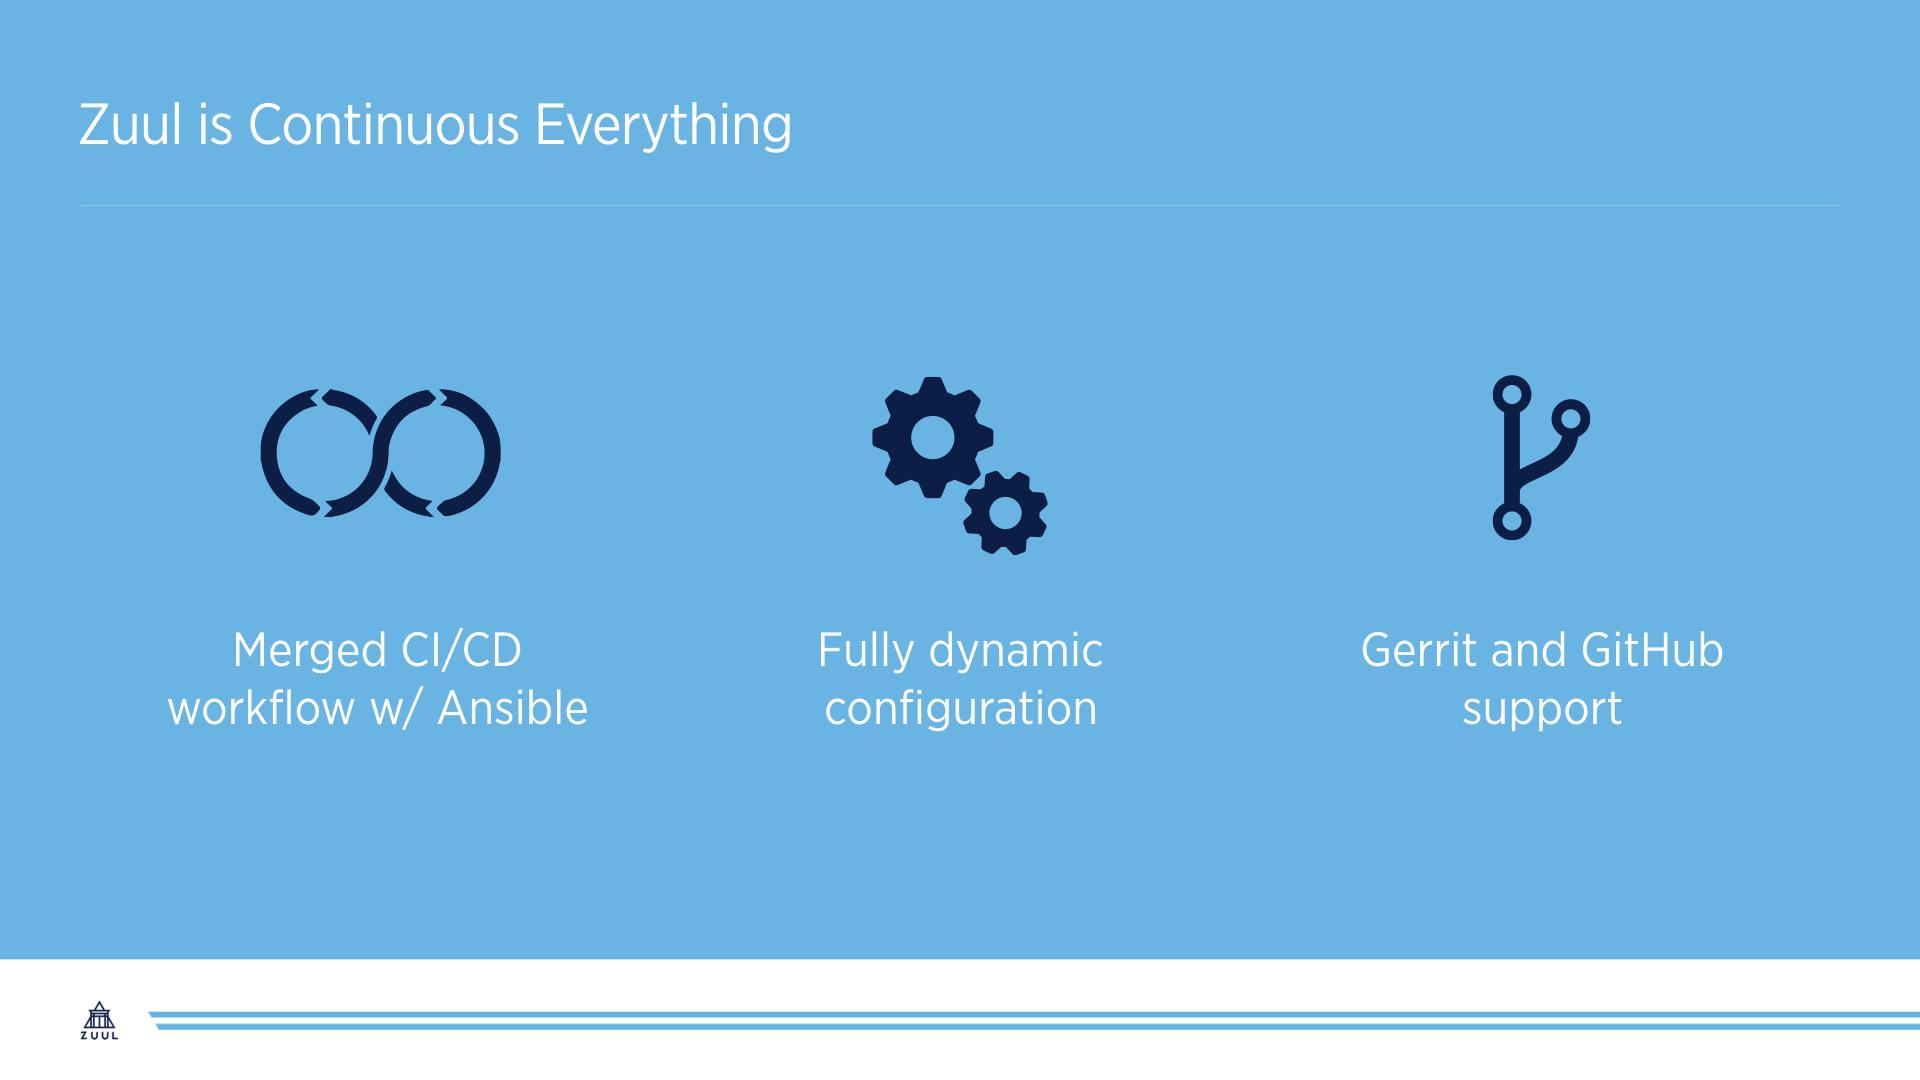 Zuul is Continuous Everything
Merged CI/CD
workflow w/ Ansible
Fully dynamic
configuration
Gerrit and GitHub
support
ZUUL